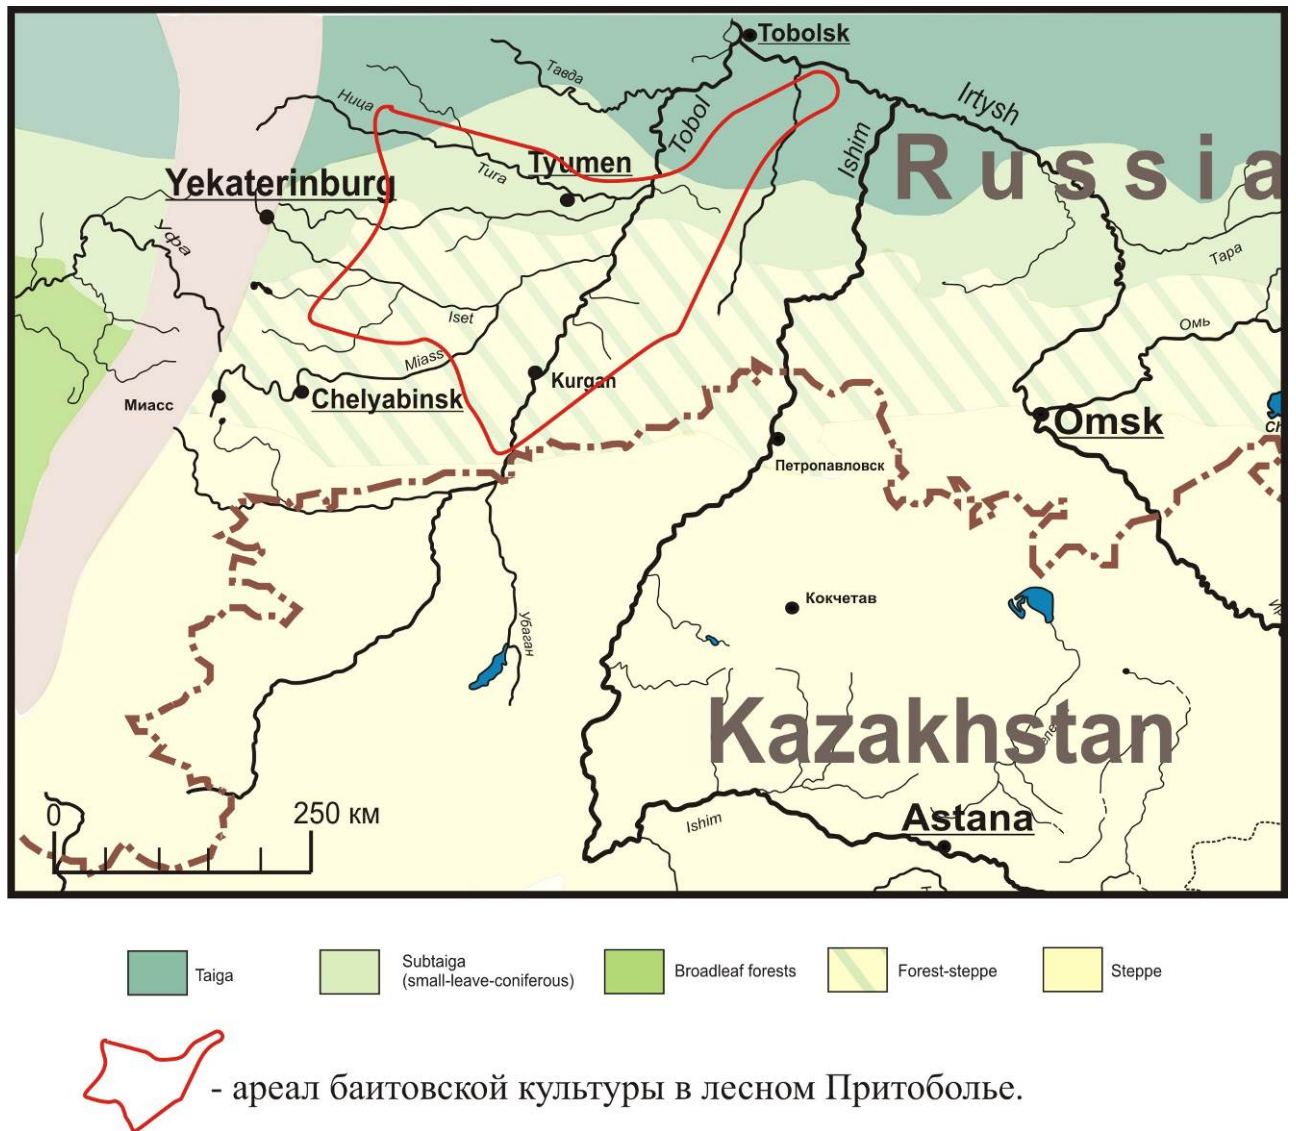 Tobolsk
Тавда
Ница
Tobol
Irtysh
Ishim
Russia
Tyumen
Tura
Yekaterinburg
Уфа
Тара
Iset
Омь
Miass
Kurgan
Chelyabinsk
Миасс
Omsk
Ch
Петропавловск
Кокчетав
Убаган
Kazakhstan
0
250 км
Ishim
Astana
Taiga
Subtaiga
(small-leave-coniferous)
Broadleaf forests
Forest-steppe
Steppe
- ареал баитовской культуры в лесном Притоболье.